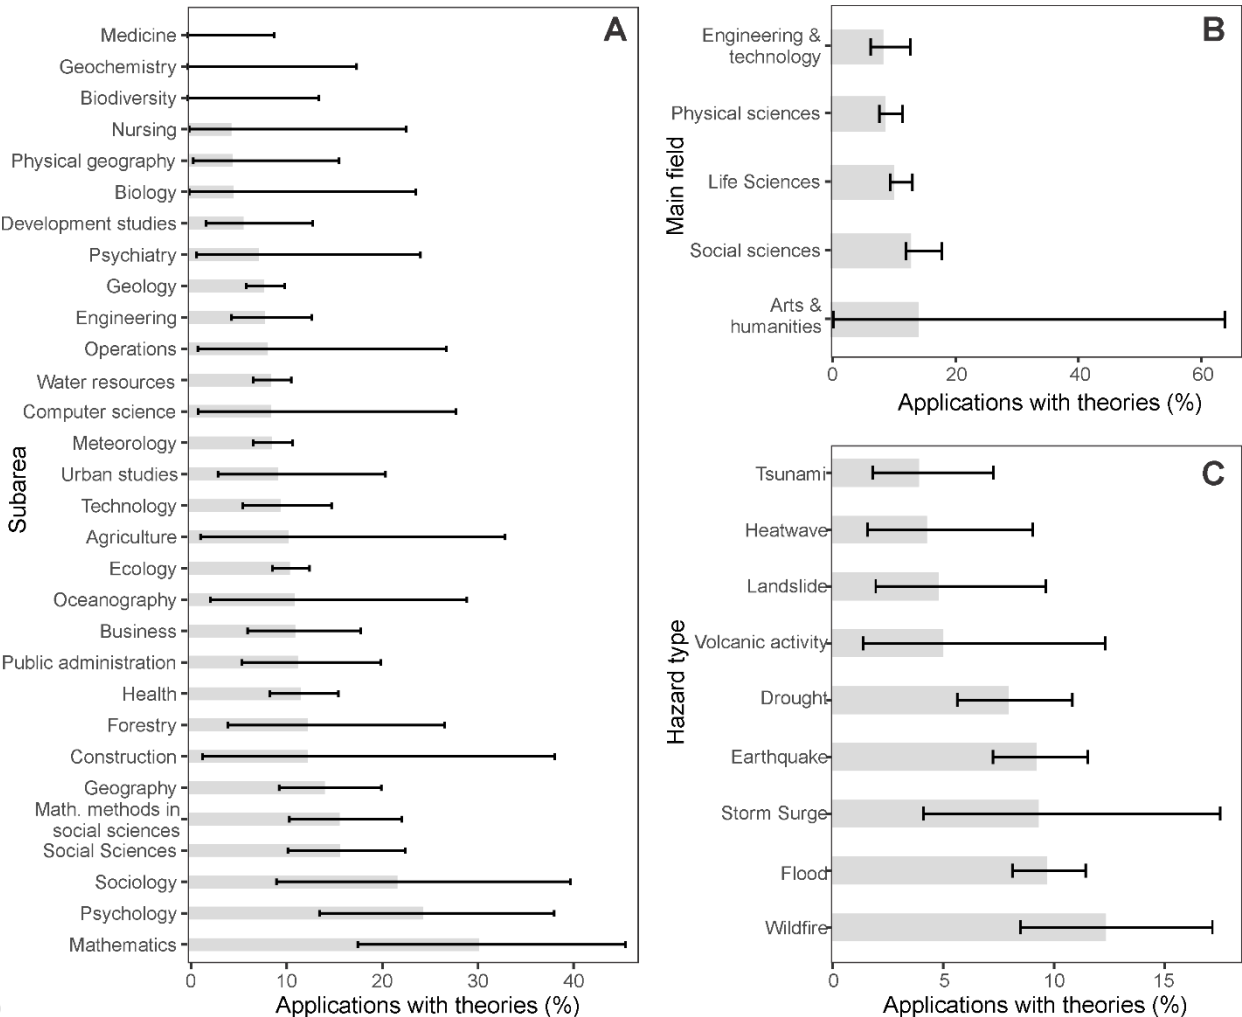 A
Medicine
Geochemistry
Biodiversity
Nursing
Physical geography
Biology
Development studies
Psychiatry
Geology
Engineering
Operations
Water resources
Computer science
Meteorology
Urban studies
Technology
Agriculture
Ecology
Oceanography
Business
Public administration
Health
Forestry
Construction
Geography
Math. methods in
social sciences
Social Sciences
Sociology
Psychology
Mathematics
Subarea
0 10 20 30 40
Applications with theories (%)
B
Engineering &
technology
Physical sciences
Life Sciences
Social sciences
Arts &
humanities
Main field
0 20 40 60
Applications with theories (%)
C
Tsunami
Heatwave
Landslide
Volcanic activity
Drought
Earthquake
Storm Surge
Flood
Wildfire
Hazard type
0 5 10 15
Applications with theories (%)